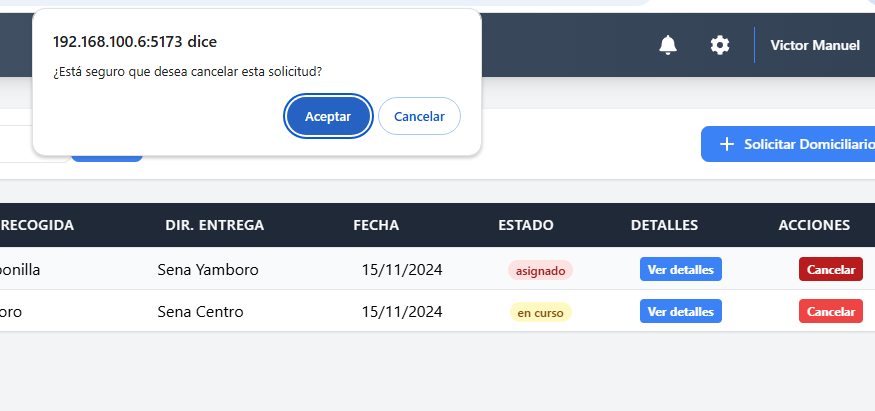 192.168.100.6:5173 dice
¿Está seguro que desea cancelar esta solicitud?
Aceptar
Cancelar
Victor Manuel
Solicitar Domiciliario
RECOGIDA DIR. ENTREGA FECHA ESTADO DETALLES ACCIONES
onilla Sena Yamboro 15/11/2024 asignado Ver detalles Cancelar
oro Sena Centro 15/11/2024 en curso Ver detalles Cancelar